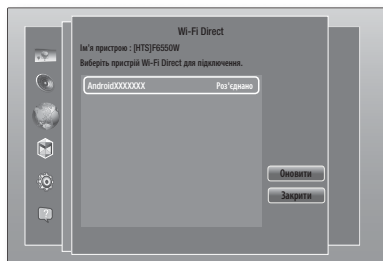 Wi-Fi Direct
Ім'я пристрою : [HTS]F6550W
Виберіть пристрій Wi-Fi Direct для підключення.
AndroidXXXXXXX Роз'єднано
Оновити
Закрити
?